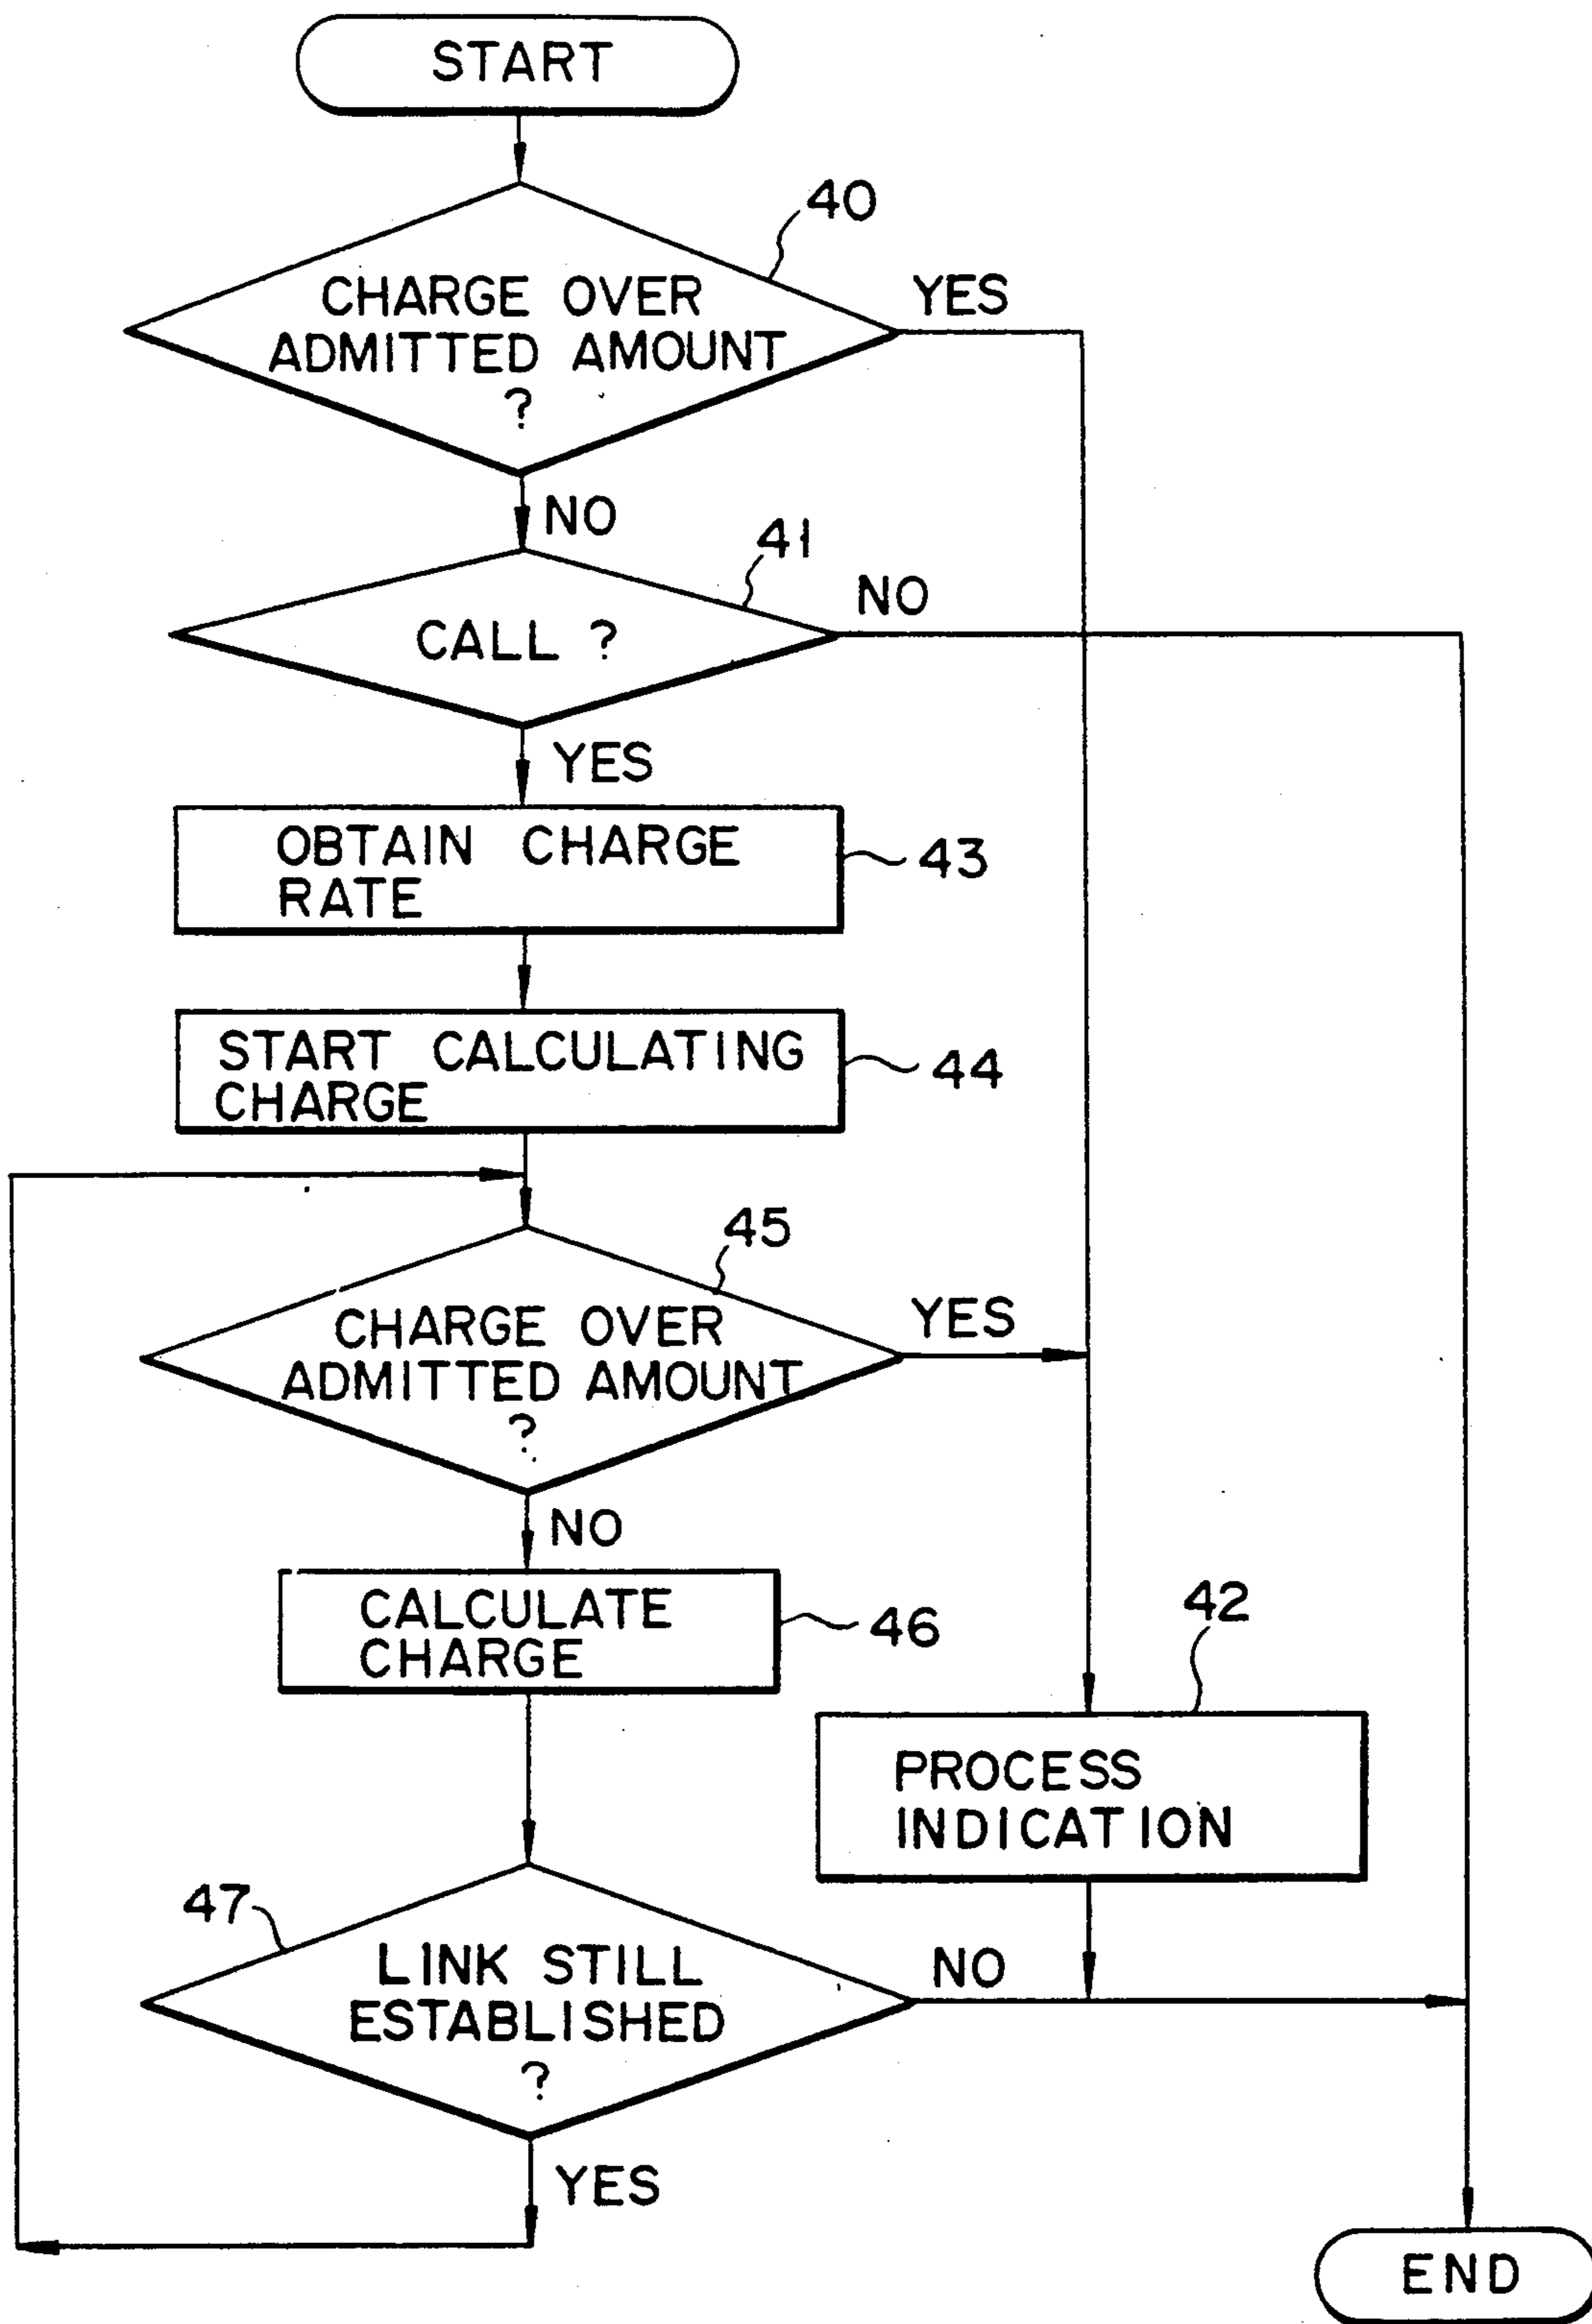 START
40
CHARGE OVER
ADMITTED AMOUNT
?
YES
NO
41
CALL ?
NO
YES
OBTAIN CHARGE
RATE
43
START CALCULATING
CHARGE
44
45
CHARGE OVER
ADMITTED AMOUNT
?
YES
NO
CALCULATE
CHARGE
46
42
PROCESS
INDICATION
47
LINK STILL
ESTABLISHED
?
NO
YES
END